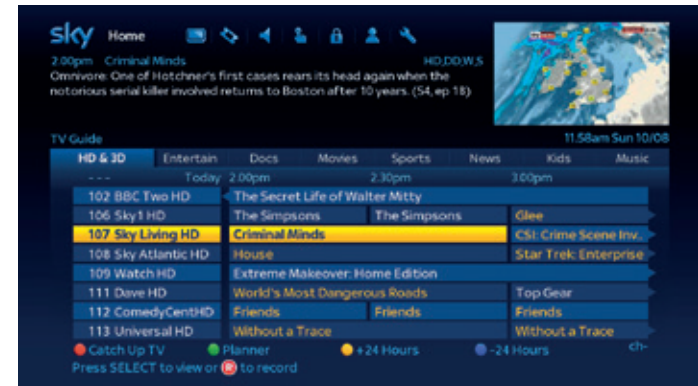 sky Home
2.00pm Criminal Minds HD,DD,W,S
Omnivore: One of Hotchner's first cases rears its head again when the
notorious serial killer involved returns to Boston after 10 years. (S4, ep 18)
TV Guide 11.58am Sun 10/08
HD & 3D Entertain Docs Movies Sports News Kids Music
--- Today 2.00pm 2.30pm 3.00pm
102 BBC Two HD The Secret Life of Walter Mitty
106 Sky1 HD The Simpsons The Simpsons Glee
107 Sky Living HD Criminal Minds CSI: Crime Scene Inv..
108 Sky Atlantic HD House Star Trek: Enterprise
109 Watch HD Extreme Makeover: Home Edition
111 Dave HD World's Most Dangerous Roads Top Gear
112 ComedyCentHD Friends Friends Friends
113 Universal HD Without a Trace Without a Trace
Catch Up TV Planner +24 Hours -24 Hours ch-
Press SELECT to view or R to record